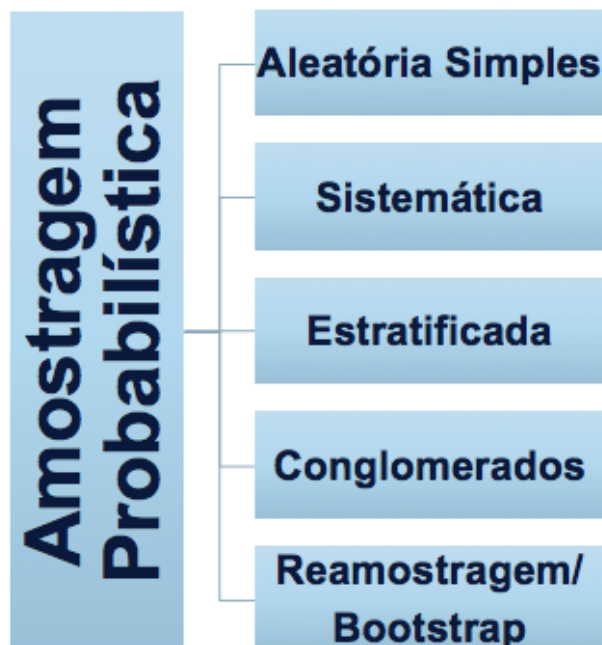 Amostragem
Probabilística
Aleatória Simples
Sistemática
Estratificada
Conglomerados
Reamostragem/
Bootstrap